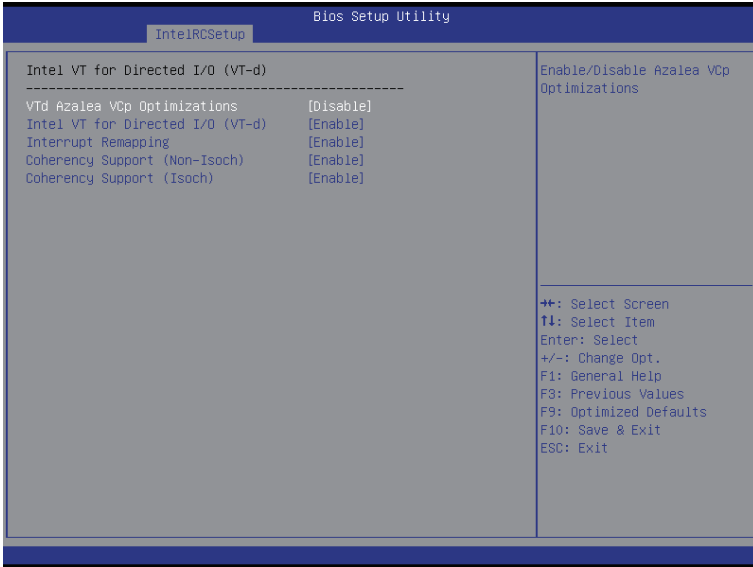 Bios Setup Utility
IntelRCSetup
Intel VT for Directed I/O (VT-d)
------------------------------------------------
VTd Azalea VCp Optimizations [Disable]
Intel VT for Directed I/O (VT-d) [Enable]
Interrupt Remapping [Enable]
Coherency Support (Non-Isoch) [Enable]
Coherency Support (Isoch) [Enable]
Enable/Disable Azalea VCp
Optimizations
→←: Select Screen
↑↓: Select Item
Enter: Select
+/-: Change Opt.
F1: General Help
F3: Previous Values
F9: Optimized Defaults
F10: Save & Exit
ESC: Exit